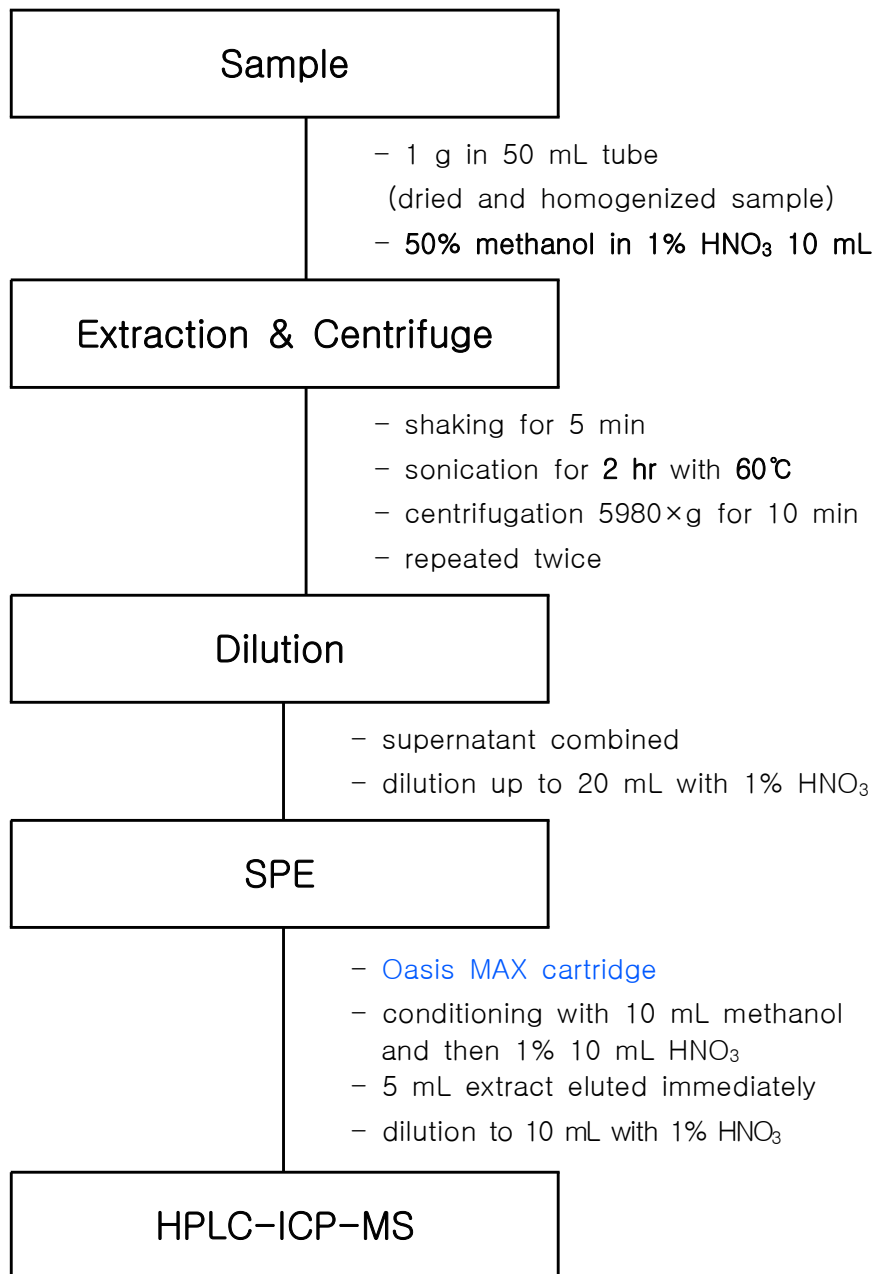 Sample
- 1 g in 50 mL tube
(dried and homogenized sample)
- 50% methanol in 1% HNO₃ 10 mL
Extraction & Centrifuge
- shaking for 5 min
- sonication for 2 hr with 60℃
- centrifugation 5980×g for 10 min
- repeated twice
Dilution
- supernatant combined
- dilution up to 20 mL with 1% HNO₃
SPE
- Oasis MAX cartridge
- conditioning with 10 mL methanol
and then 1% 10 mL HNO₃
- 5 mL extract eluted immediately
- dilution to 10 mL with 1% HNO₃
HPLC-ICP-MS